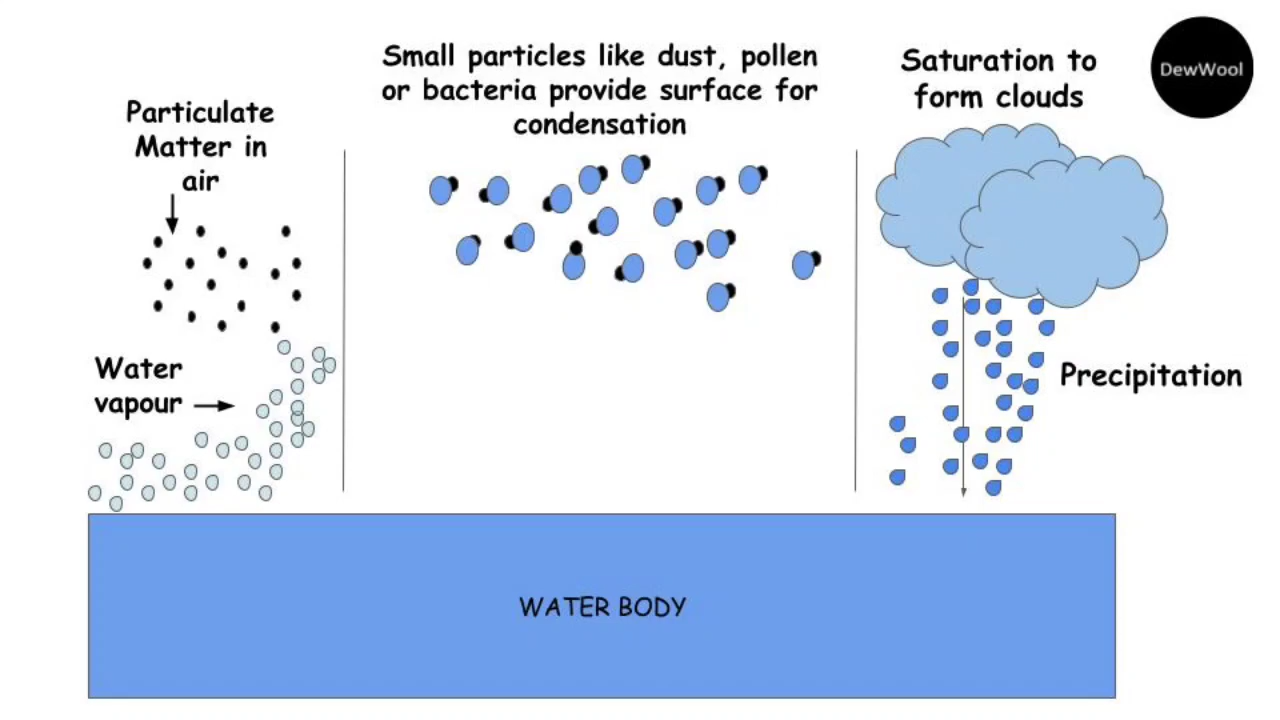 Particulate
Matter in
air
Water
vapour
Small particles like dust, pollen
or bacteria provide surface for
condensation
Saturation to
form clouds
Precipitation
DewWool
WATER BODY